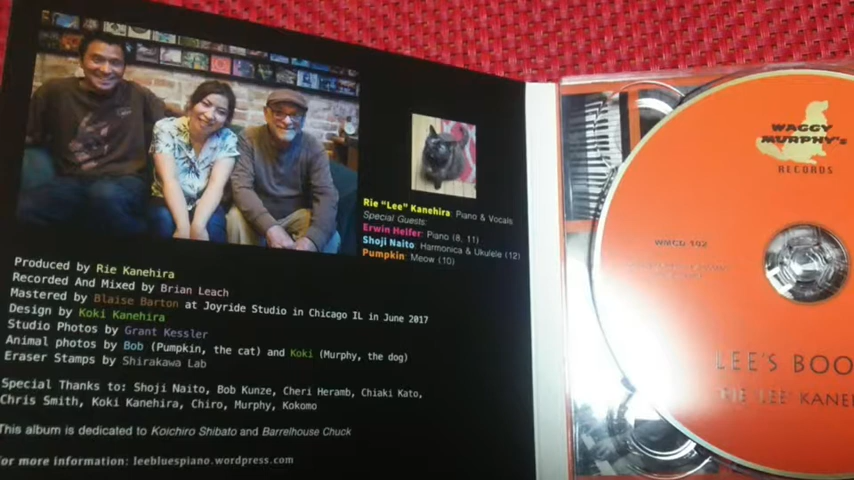 Rie "Lee" Kanehira: Piano & Vocals
Special Guests:
Erwin Helfer: Piano (8, 11)
Shoji Naito: Harmonica & Ukulele (12)
Pumpkin: Meow (10)
Produced by Rie Kanehira
Recorded And Mixed by Brian Leach
Mastered by Blaise Barton at Joyride Studio in Chicago IL in June 2017
Design by Koki Kanehira
Studio Photos by Grant Kessler
Animal photos by Bob (Pumpkin, the cat) and Koki (Murphy, the dog)
Eraser Stamps by Shirakawa Lab
Special Thanks to: Shoji Naito, Bob Kunze, Cheri Heramb, Chiaki Kato,
Chris Smith, Koki Kanehira, Chiro, Murphy, Kokomo
This album is dedicated to Koichiro Shibato and Barrelhouse Chuck
For more information: leebluespiano.wordpress.com
WAGGY
MURPHY'S
RECORDS
WMCD-102
LEE'S BOO
RIE 'LEE' KANEH